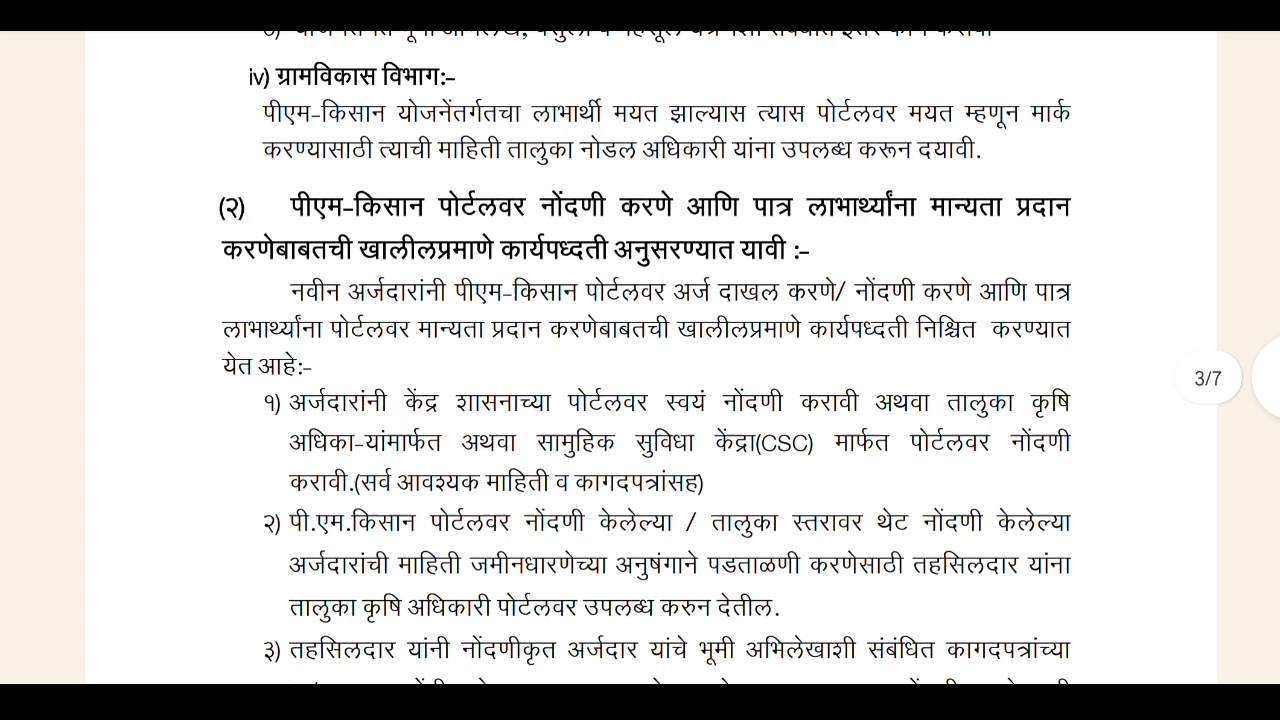 iv) ग्रामविकास विभाग:-
पीएम-किसान योजनेंतर्गतचा लाभार्थी मयत झाल्यास त्यास पोर्टलवर मयत म्हणून मार्क
करण्यासाठी त्याची माहिती तालुका नोडल अधिकारी यांना उपलब्ध करून दयावी.
(२) पीएम-किसान पोर्टलवर नोंदणी करणे आणि पात्र लाभार्थ्यांना मान्यता प्रदान
करणेबाबतची खालीलप्रमाणे कार्यपध्दती अनुसरण्यात यावी :-
नवीन अर्जदारांनी पीएम-किसान पोर्टलवर अर्ज दाखल करणे/ नोंदणी करणे आणि पात्र
लाभार्थ्यांना पोर्टलवर मान्यता प्रदान करणेबाबतची खालीलप्रमाणे कार्यपध्दती निश्चित करण्यात
येत आहे:-
१) अर्जदारांनी केंद्र शासनाच्या पोर्टलवर स्वयं नोंदणी करावी अथवा तालुका कृषि
अधिका-यांमार्फत अथवा सामुहिक सुविधा केंद्रा(CSC) मार्फत पोर्टलवर नोंदणी
करावी.(सर्व आवश्यक माहिती व कागदपत्रांसह)
२) पी.एम.किसान पोर्टलवर नोंदणी केलेल्या / तालुका स्तरावर थेट नोंदणी केलेल्या
अर्जदारांची माहिती जमीनधारणेच्या अनुषंगाने पडताळणी करणेसाठी तहसिलदार यांना
तालुका कृषि अधिकारी पोर्टलवर उपलब्ध करुन देतील.
३) तहसिलदार यांनी नोंदणीकृत अर्जदार यांचे भूमी अभिलेखाशी संबंधित कागदपत्रांच्या
3/7